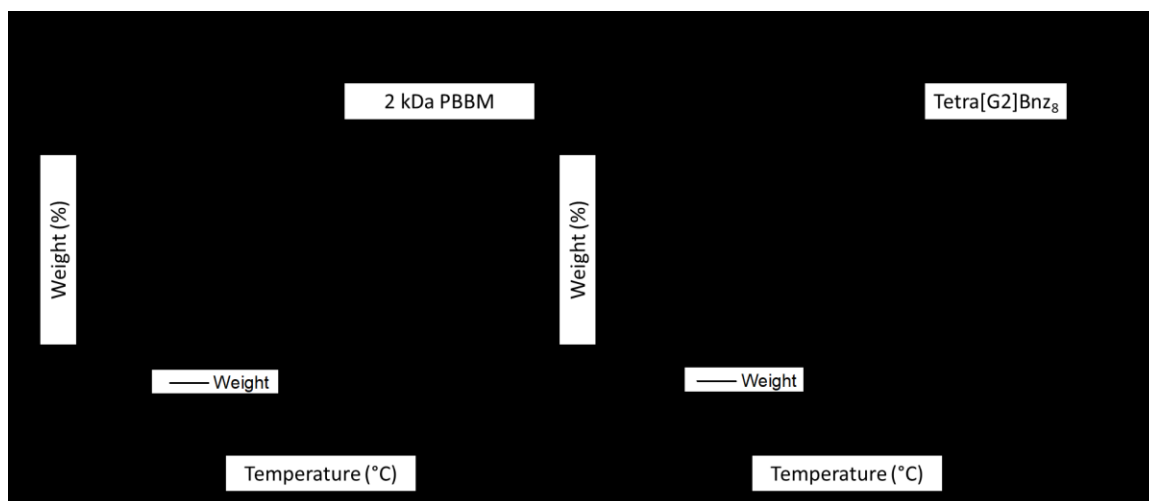 2 kDa PBBM
Tetra[G2]Bnz₈
Weight (%)
Weight (%)
Weight
Weight
Temperature (°C)
Temperature (°C)